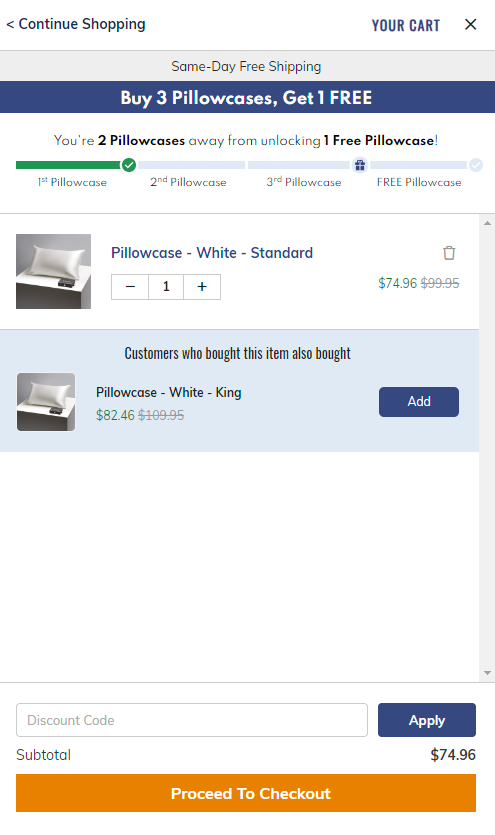 < Continue Shopping YOUR CART ×
Same-Day Free Shipping
Buy 3 Pillowcases, Get 1 FREE
You're 2 Pillowcases away from unlocking 1 Free Pillowcase!
1st Pillowcase 2nd Pillowcase 3rd Pillowcase FREE Pillowcase
Pillowcase - White - Standard
− 1 +
$74.96 $99.95
Customers who bought this item also bought
Pillowcase - White - King
$82.46 $109.95
Add
Discount Code Apply
Subtotal $74.96
Proceed To Checkout